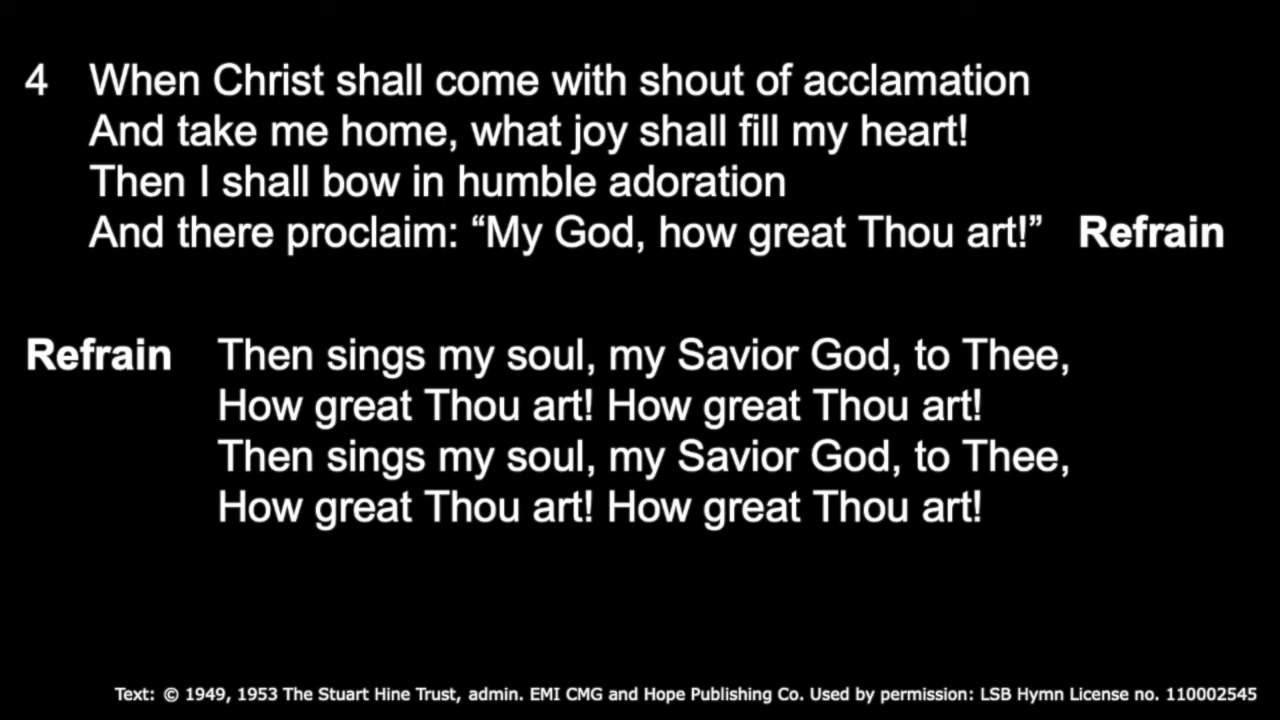 4 When Christ shall come with shout of acclamation
And take me home, what joy shall fill my heart!
Then I shall bow in humble adoration
And there proclaim: “My God, how great Thou art!” Refrain
Refrain Then sings my soul, my Savior God, to Thee,
How great Thou art! How great Thou art!
Then sings my soul, my Savior God, to Thee,
How great Thou art! How great Thou art!
Text: © 1949, 1953 The Stuart Hine Trust, admin. EMI CMG and Hope Publishing Co. Used by permission: LSB Hymn License no. 110002545